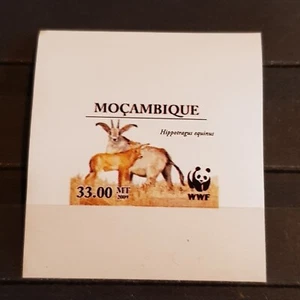 MOÇAMBIQUE
Hippotragus equinus
33.00 MT
2009
WWF